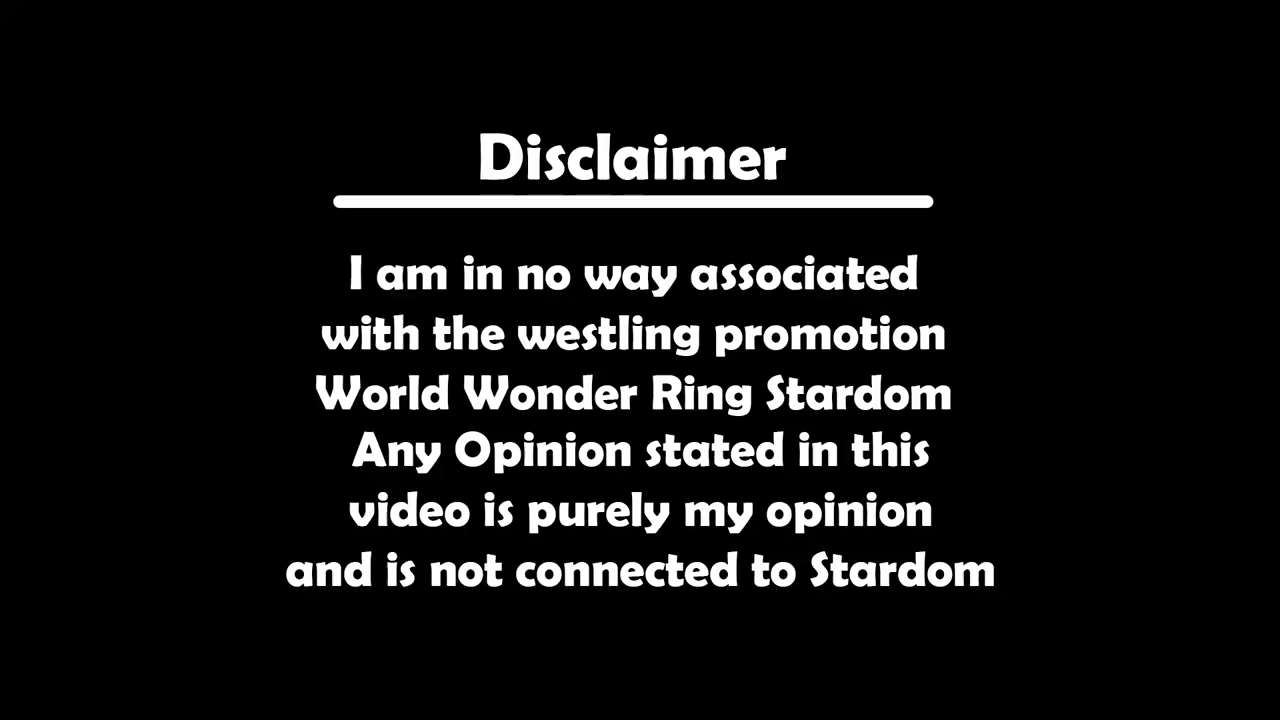 Disclaimer
I am in no way associated
with the westling promotion
World Wonder Ring Stardom
Any Opinion stated in this
video is purely my opinion
and is not connected to Stardom